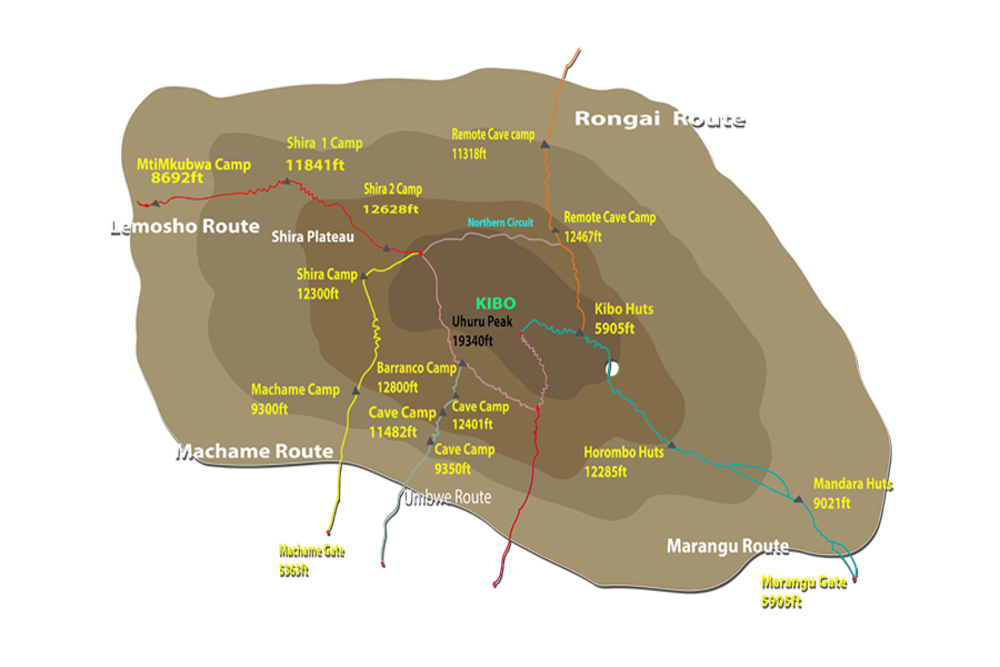 Rongai Route
Remote Cave camp
11318ft
Shira 1 Camp
11841ft
MtiMkubwa Camp
8692ft
Shira 2 Camp
12628ft
Lemosho Route
Shira Plateau
Northern Circuit
Remote Cave Camp
12467ft
Shira Camp
12300ft
KIBO
Uhuru Peak
19340ft
Kibo Huts
5905ft
Barranco Camp
12800ft
Machame Camp
9300ft
Cave Camp
11482ft
Cave Camp
12401ft
Machame Route
Cave Camp
9350ft
Horombo Huts
12285ft
Mandara Huts
9021ft
Umbwe Route
Machame Gate
5363ft
Marangu Route
Marangu Gate
5905ft